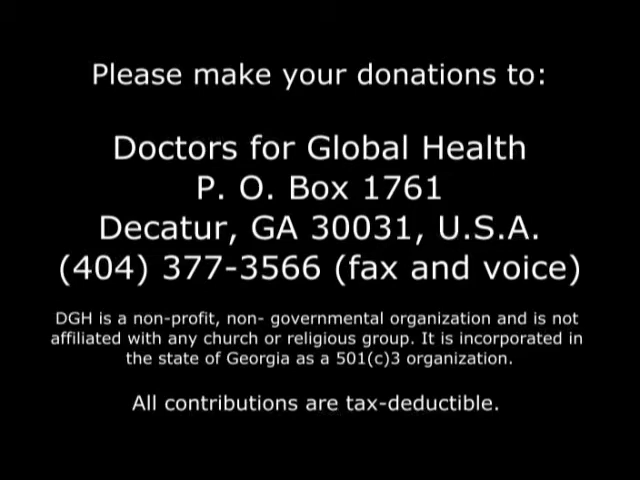 Please make your donations to:
Doctors for Global Health
P. O. Box 1761
Decatur, GA 30031, U.S.A.
(404) 377-3566 (fax and voice)
DGH is a non-profit, non- governmental organization and is not
affiliated with any church or religious group. It is incorporated in
the state of Georgia as a 501(c)3 organization.
All contributions are tax-deductible.